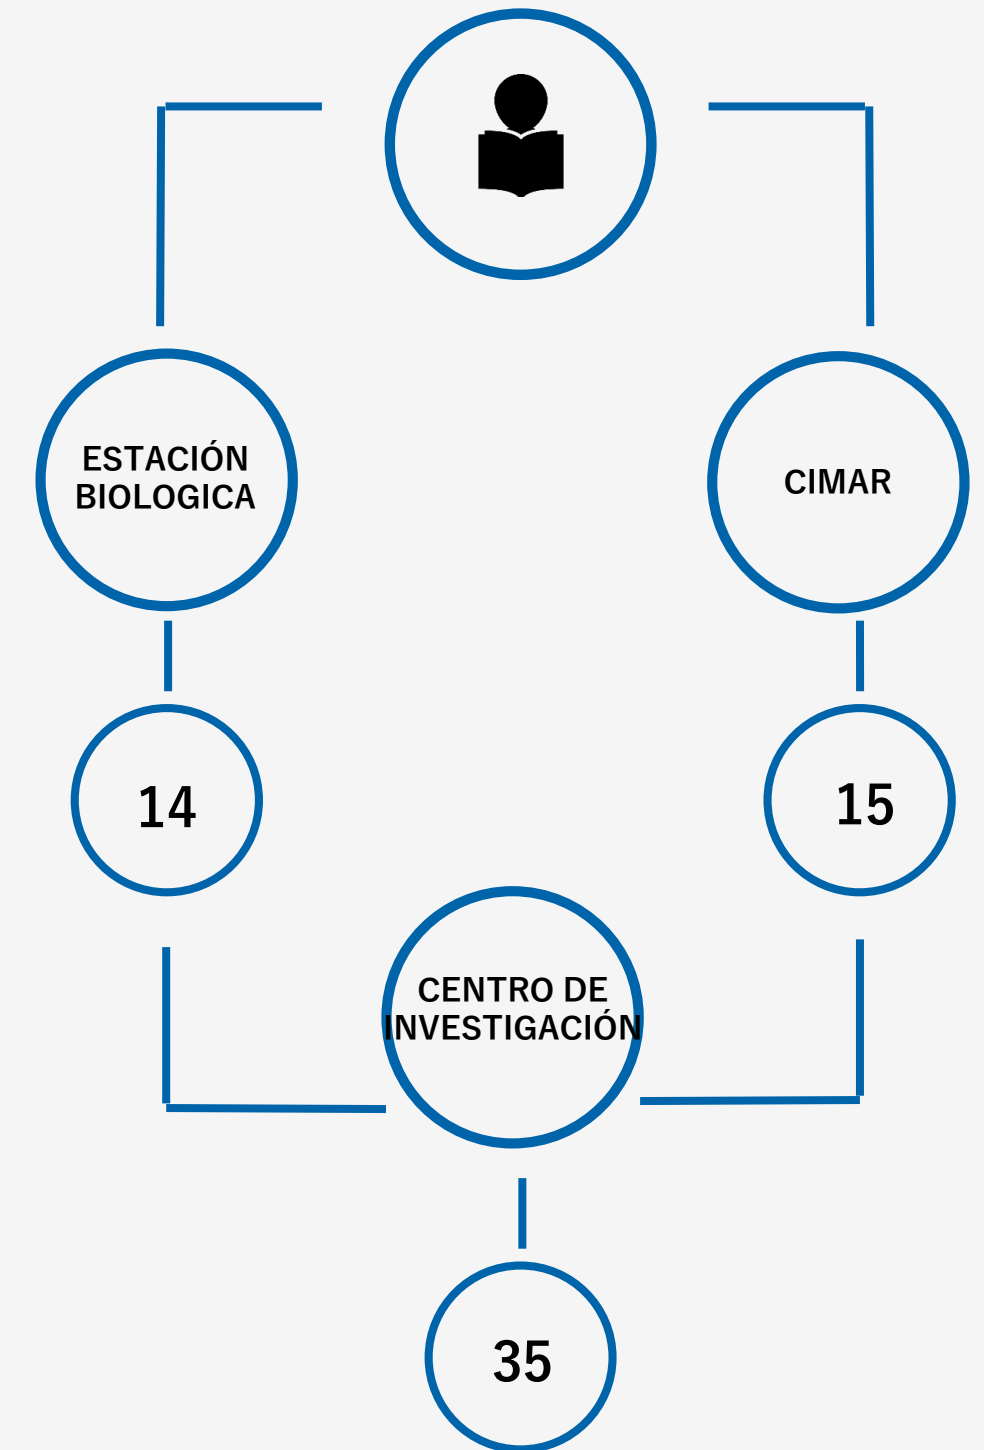 ESTACIÓN
BIOLOGICA
CIMAR
14
15
CENTRO DE
INVESTIGACIÓN
35